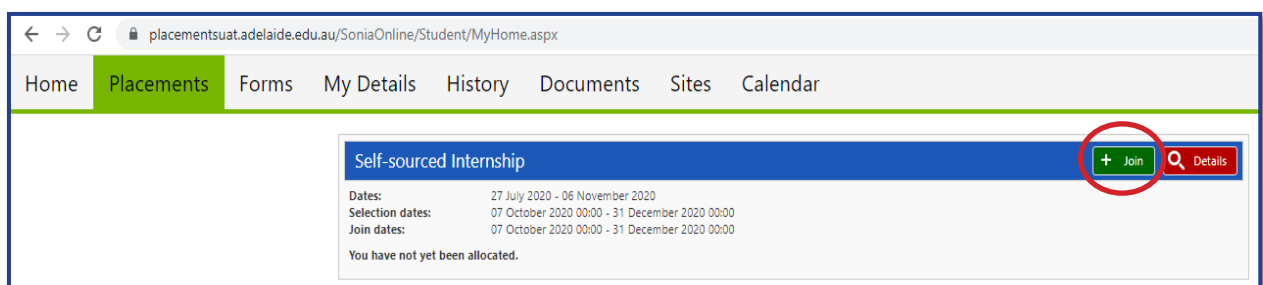 placementsuat.adelaide.edu.au/SoniaOnline/Student/MyHome.aspx
Home Placements Forms My Details History Documents Sites Calendar
Self-sourced Internship + Join Details
Dates: 27 July 2020 - 06 November 2020
Selection dates: 07 October 2020 00:00 - 31 December 2020 00:00
Join dates: 07 October 2020 00:00 - 31 December 2020 00:00
You have not yet been allocated.